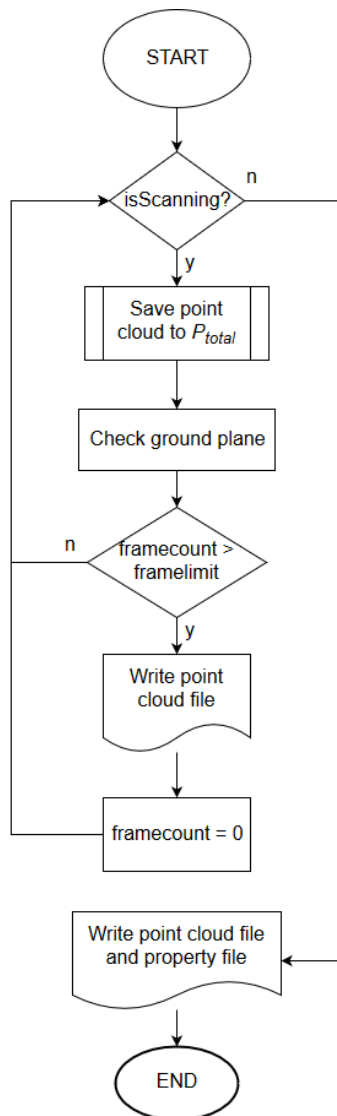 START
isScanning?
n
y
Save point
cloud to P_total
Check ground plane
n
framecount >
framelimit
y
Write point
cloud file
framecount = 0
Write point cloud file
and property file
END